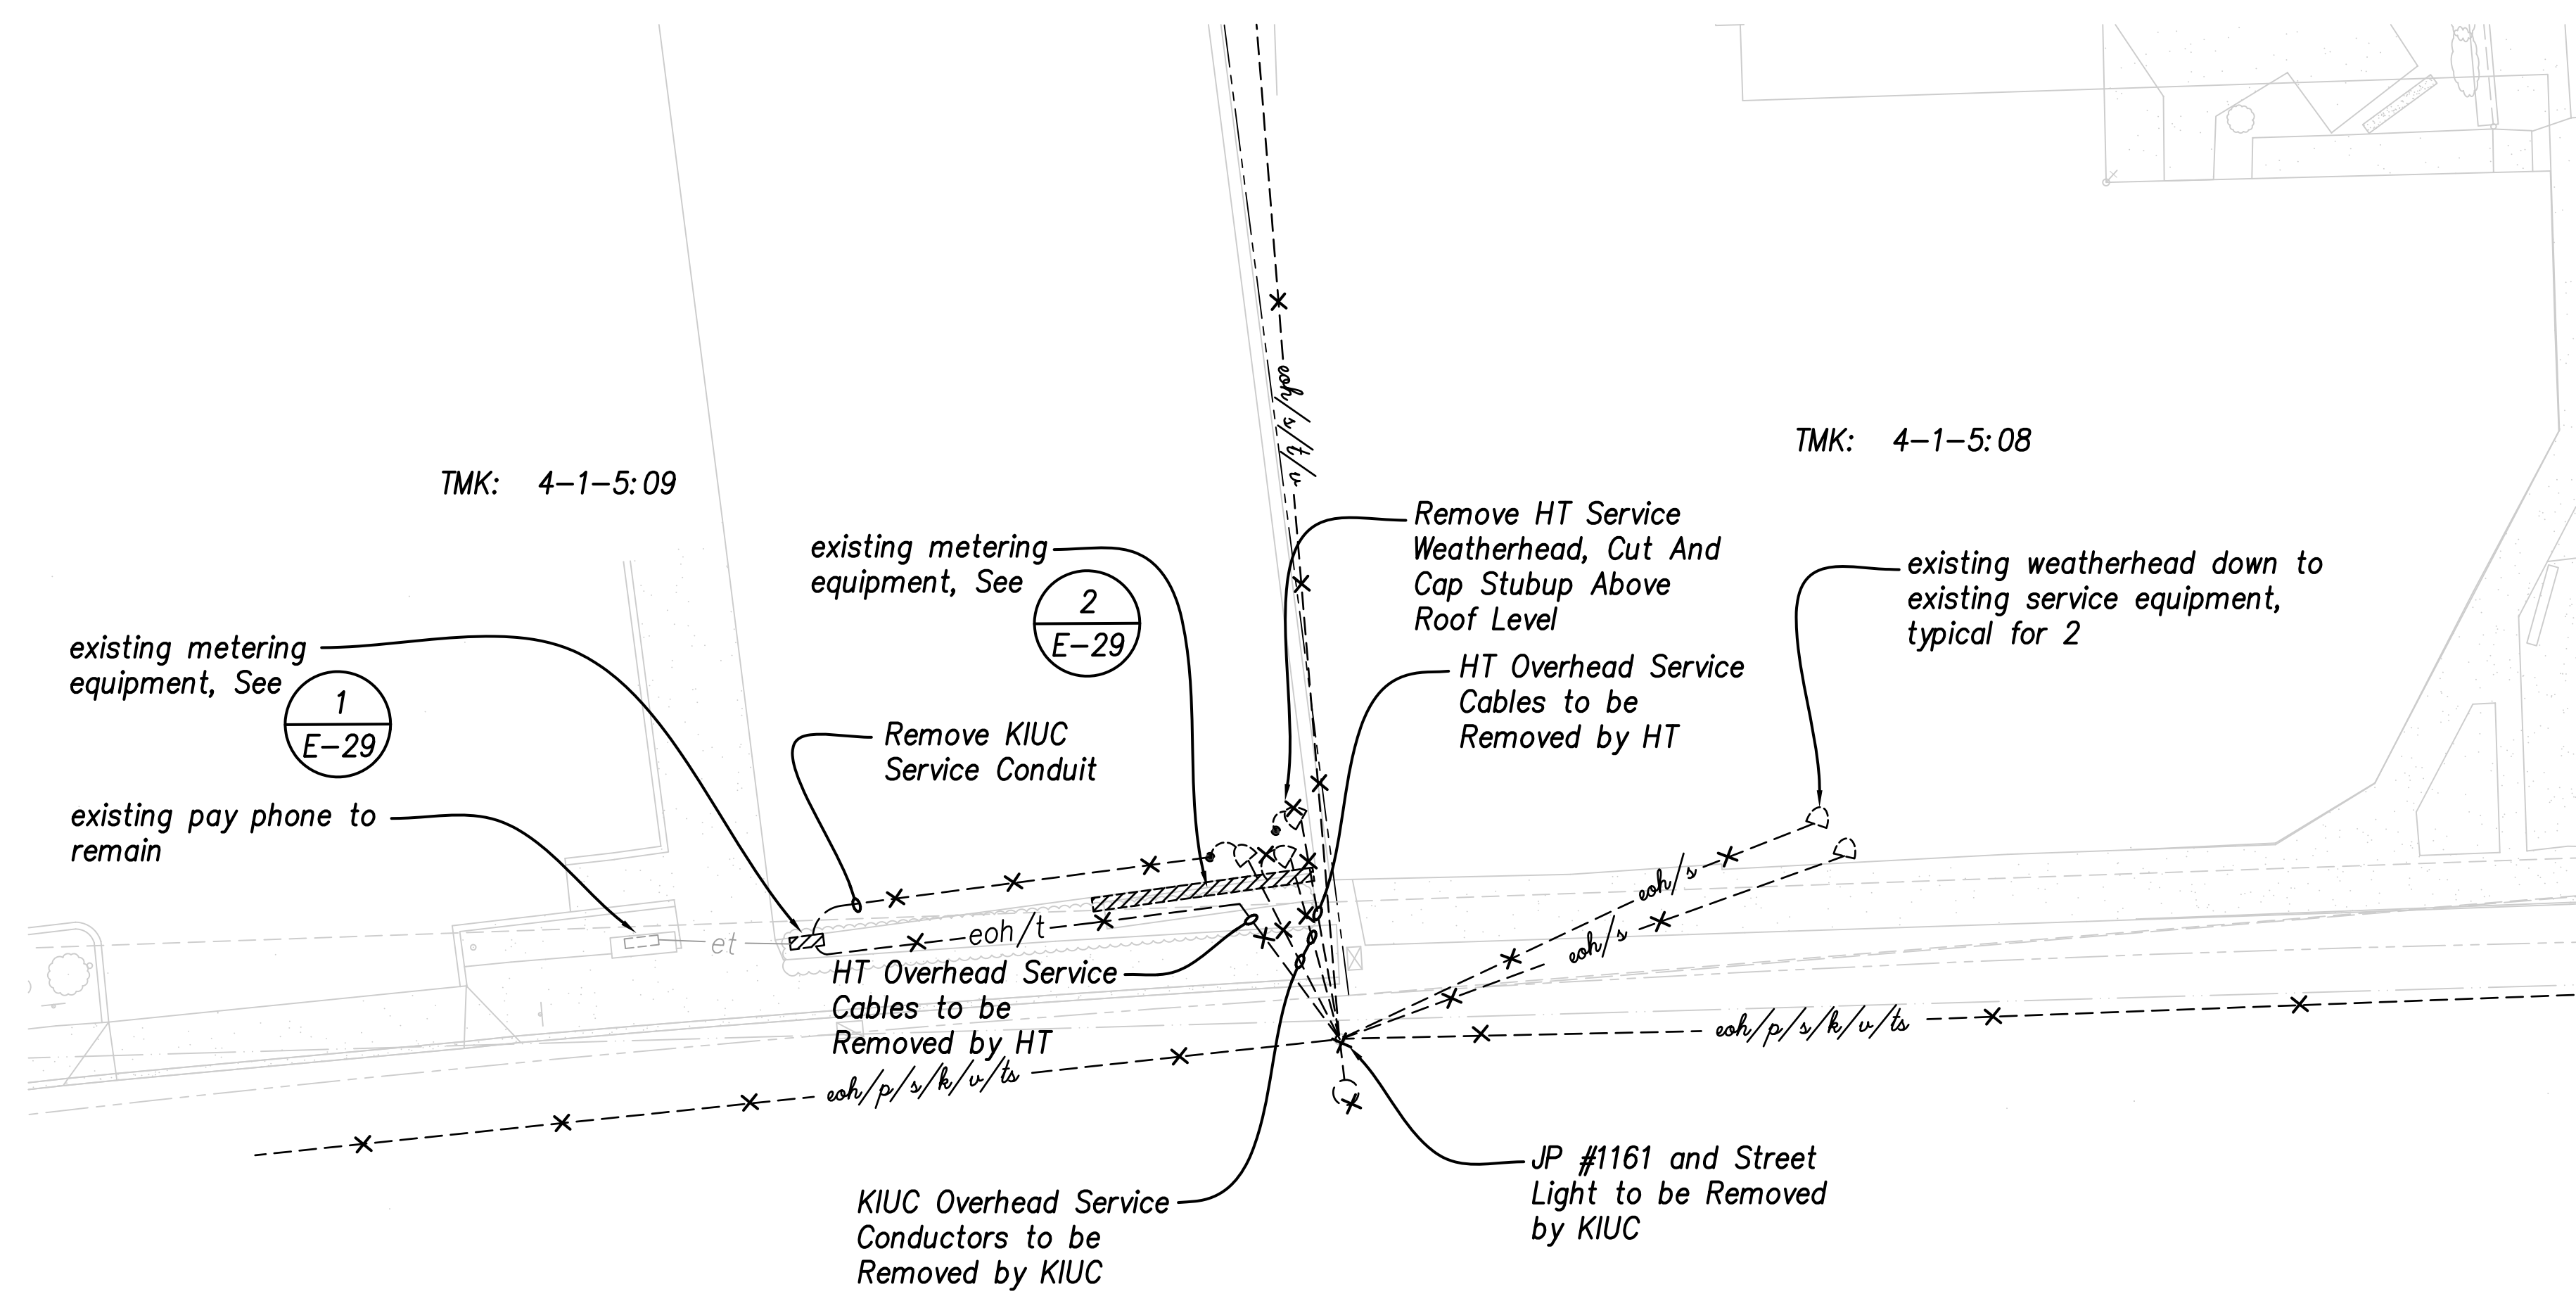 eoh/s/t/v
TMK: 4-1-5:08
TMK: 4-1-5:09
Remove HT Service
Weatherhead, Cut And
Cap Stubup Above
Roof Level
existing metering
equipment, See
2
E-29
existing weatherhead down to
existing service equipment,
typical for 2
existing metering
equipment, See
1
E-29
HT Overhead Service
Cables to be
Removed by HT
Remove KIUC
Service Conduit
existing pay phone to
remain
eoh/s
eoh/s
et
eoh/t
HT Overhead Service
Cables to be
Removed by HT
eoh/p/s/k/v/ts
eoh/p/s/k/v/ts
JP #1161 and Street
Light to be Removed
by KIUC
KIUC Overhead Service
Conductors to be
Removed by KIUC